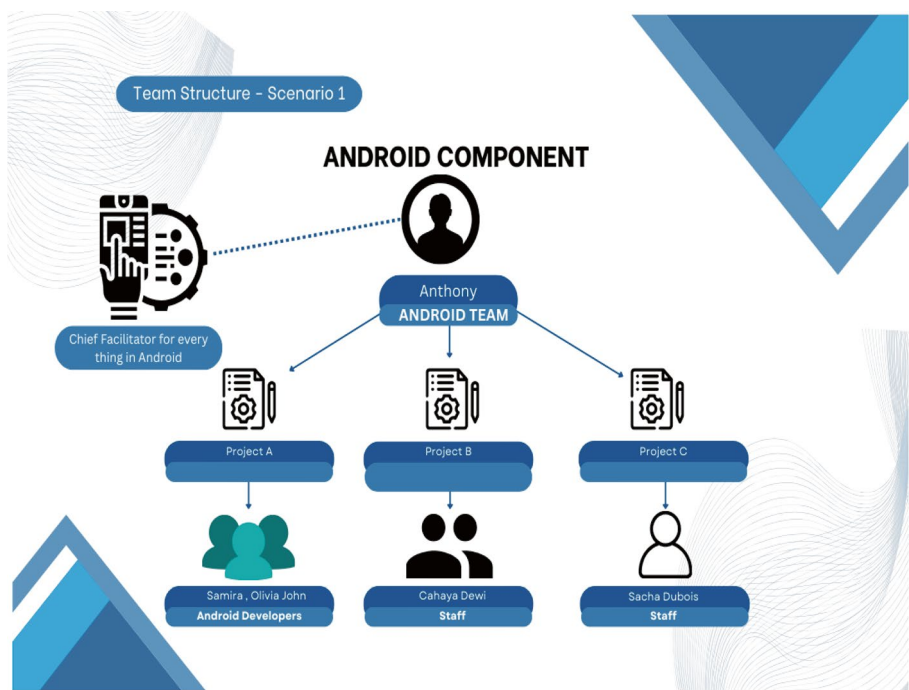 Team Structure - Scenario 1
ANDROID COMPONENT
Anthony
ANDROID TEAM
Chief Facilitator for every
thing in Android
Project A
Project B
Project C
Samira , Olivia John
Android Developers
Cahaya Dewi
Staff
Sacha Dubois
Staff